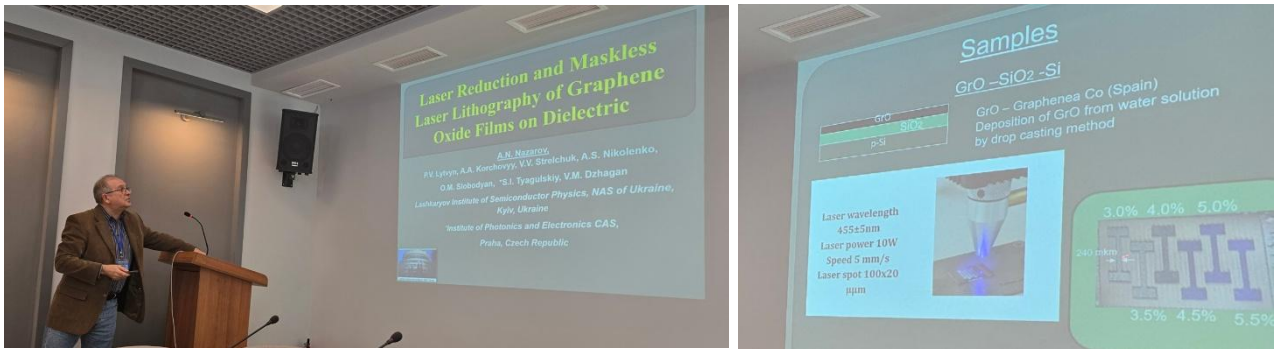 Laser Reduction and Maskless
Laser Lithography of Graphene
Oxide Films on Dielectric
A.N. Nazarov,
P.V. Lytvyn, A.A. Korchovyy, V.V. Strelchuk, A.S. Nikolenko,
O.M. Slobodyan, *S.I. Tyagulskiy, V.M. Dzhagan
Lashkaryov Institute of Semiconductor Physics, NAS of Ukraine,
Kyiv, Ukraine
*Institute of Photonics and Electronics CAS,
Praha, Czech Republic
Samples
GrO –SiO2 -Si
GrO
SiO2
p-Si
GrO – Graphenea Co (Spain)
Deposition of GrO from water solution
by drop casting method
Laser wavelength
455±5nm
Laser power 10W
Speed 5 mm/s
Laser spot 100x20
µµm
3.0% 4.0% 5.0%
240 mkm
3.5% 4.5% 5.5%